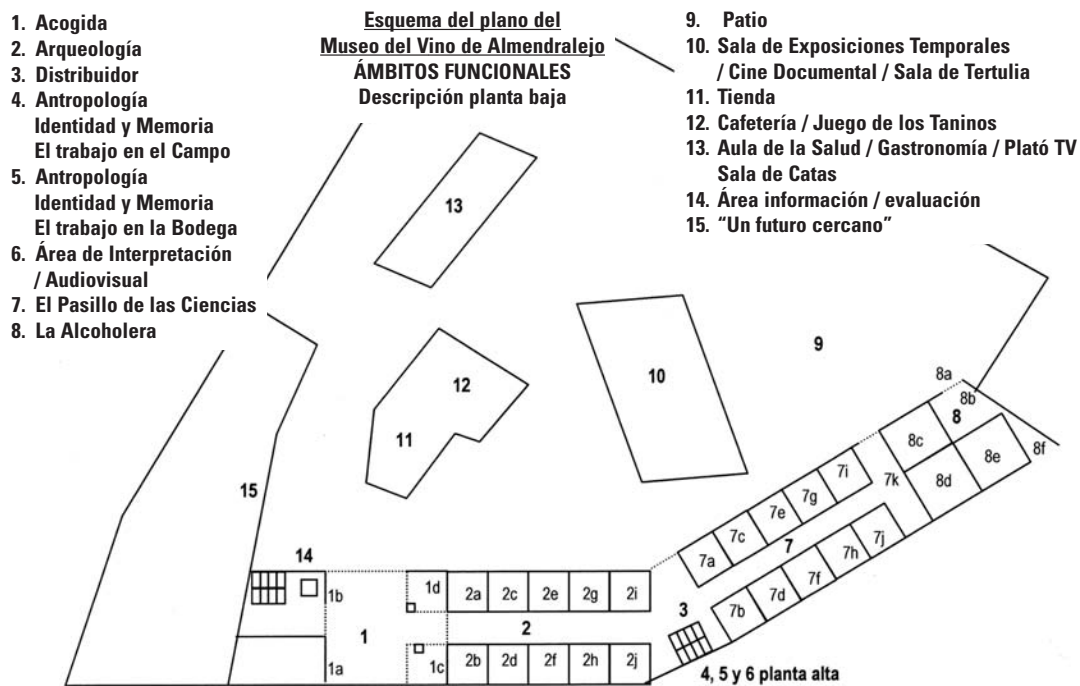 1. Acogida
2. Arqueología
3. Distribuidor
4. Antropología
Identidad y Memoria
El trabajo en el Campo
5. Antropología
Identidad y Memoria
El trabajo en la Bodega
6. Área de Interpretación
/ Audiovisual
7. El Pasillo de las Ciencias
8. La Alcoholera
Esquema del plano del
Museo del Vino de Almendralejo
ÁMBITOS FUNCIONALES
Descripción planta baja
9. Patio
10. Sala de Exposiciones Temporales
/ Cine Documental / Sala de Tertulia
11. Tienda
12. Cafetería / Juego de los Taninos
13. Aula de la Salud / Gastronomía / Plató TV
Sala de Catas
14. Área información / evaluación
15. “Un futuro cercano”
13
9
12
10
11
15
14
8a
8b
8
8c
8e
8f
8d
7i
7k
7g
7e
7c
7a
7
7j
7h
7f
7d
7b
3
1b
1d
2a
2c
2e
2g
2i
1
2
1a
1c
2b
2d
2f
2h
2j
4, 5 y 6 planta alta